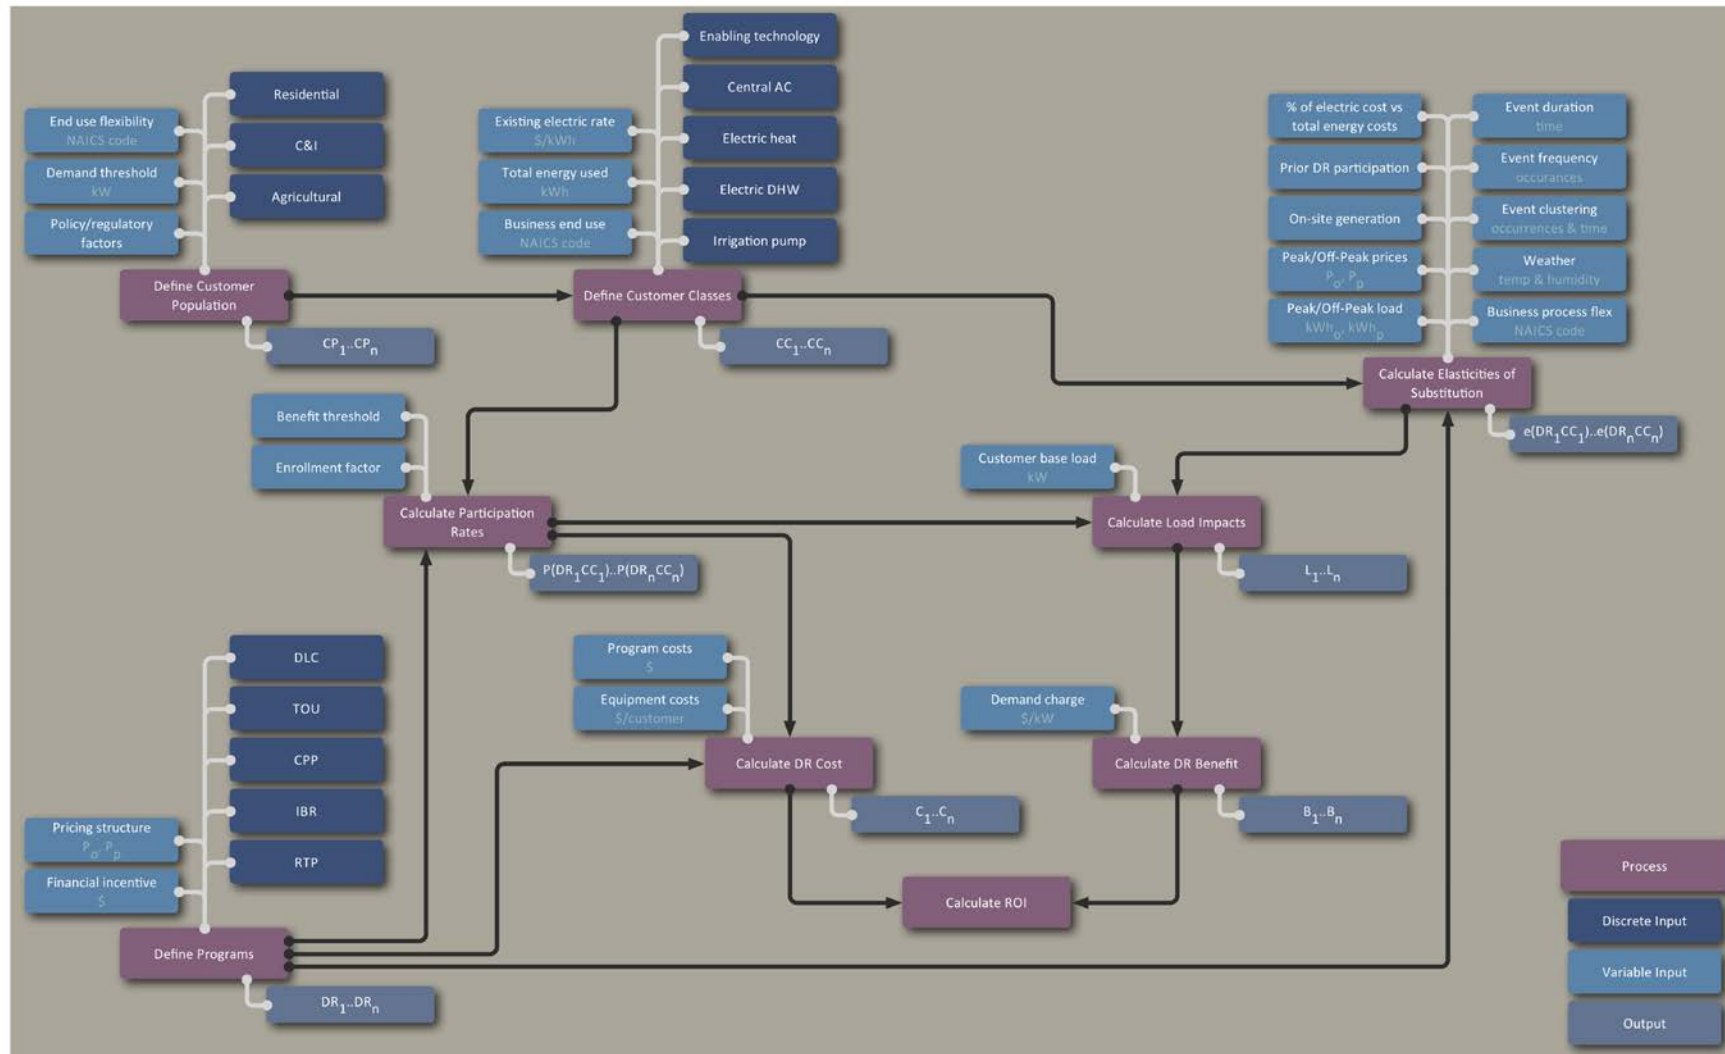 Enabling technology
Central AC
Electric heat
Electric DHW
Irrigation pump
Existing electric rate
$/kWh
Total energy used
kWh
Business end use
NAICS code
Residential
C&I
Agricultural
End use flexibility
NAICS code
Demand threshold
kW
Policy/regulatory
factors
Define Customer
Population
CP1..CPn
Define Customer Classes
CC1..CCn
% of electric cost vs
total energy costs
Prior DR participation
On-site generation
Peak/Off-Peak prices
Po, Pp
Peak/Off-Peak load
kWho, kWhp
Event duration
time
Event frequency
occurances
Event clustering
occurrences & time
Weather
temp & humidity
Business process flex
NAICS code
Calculate Elasticities of
Substitution
e(DR1CC1)..e(DRnCCn)
Benefit threshold
Enrollment factor
Calculate Participation
Rates
P(DR1CC1)..P(DRnCCn)
Customer base load
kW
Calculate Load Impacts
L1..Ln
DLC
TOU
CPP
IBR
RTP
Pricing structure
Po, Pp
Financial incentive
$
Define Programs
DR1..DRn
Program costs
$
Equipment costs
$/customer
Calculate DR Cost
C1..Cn
Demand charge
$/kW
Calculate DR Benefit
B1..Bn
Calculate ROI
Process
Discrete Input
Variable Input
Output